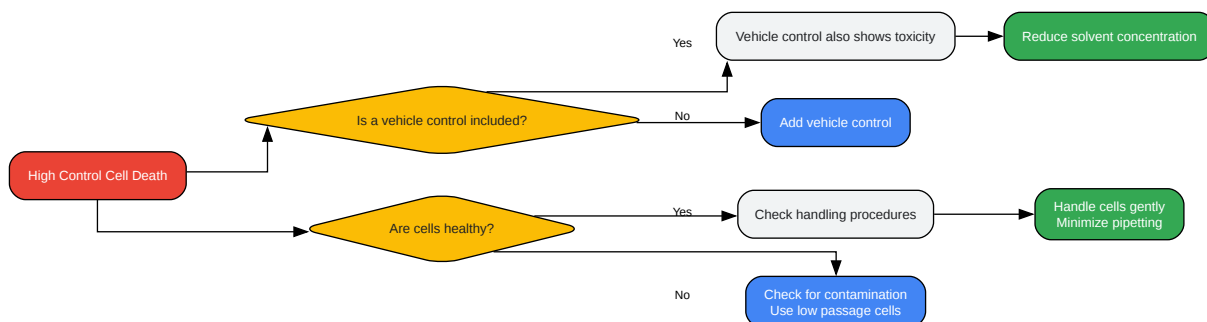 Yes
Vehicle control also shows toxicity
Reduce solvent concentration
Is a vehicle control included?
No
Add vehicle control
High Control Cell Death
Are cells healthy?
Yes
Check handling procedures
Handle cells gently
Minimize pipetting
No
Check for contamination
Use low passage cells